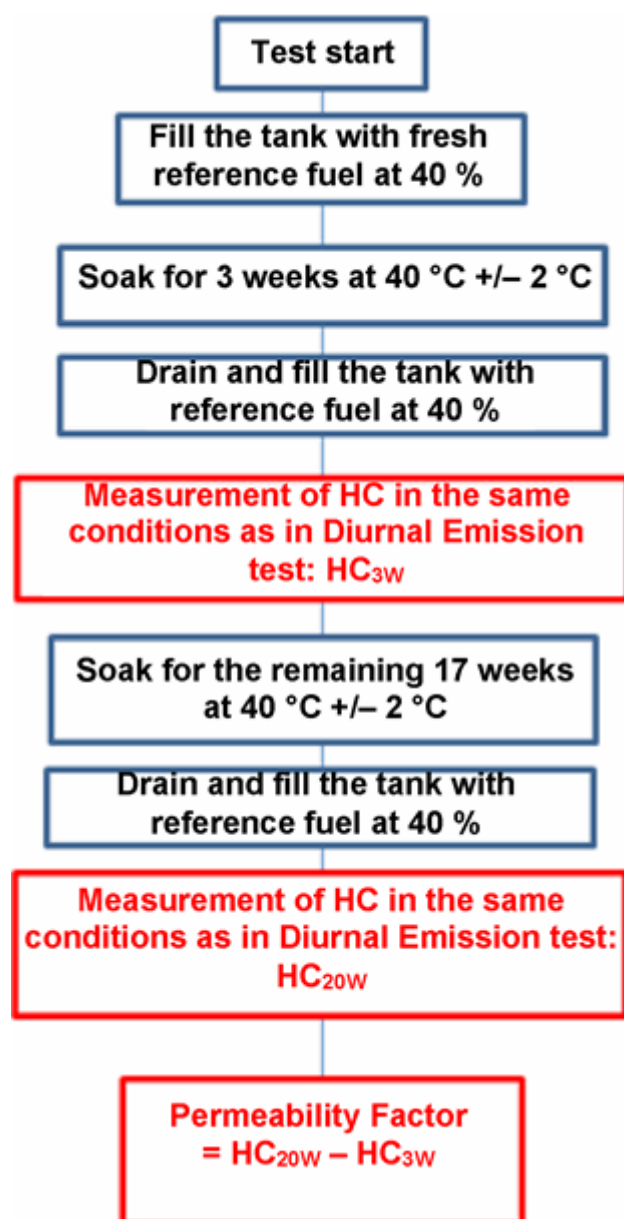 Test start
Fill the tank with fresh
reference fuel at 40 %
Soak for 3 weeks at 40 °C +/– 2 °C
Drain and fill the tank with
reference fuel at 40 %
Measurement of HC in the same
conditions as in Diurnal Emission
test: HC3W
Soak for the remaining 17 weeks
at 40 °C +/– 2 °C
Drain and fill the tank with
reference fuel at 40 %
Measurement of HC in the same
conditions as in Diurnal Emission test:
HC20W
Permeability Factor
= HC20W – HC3W